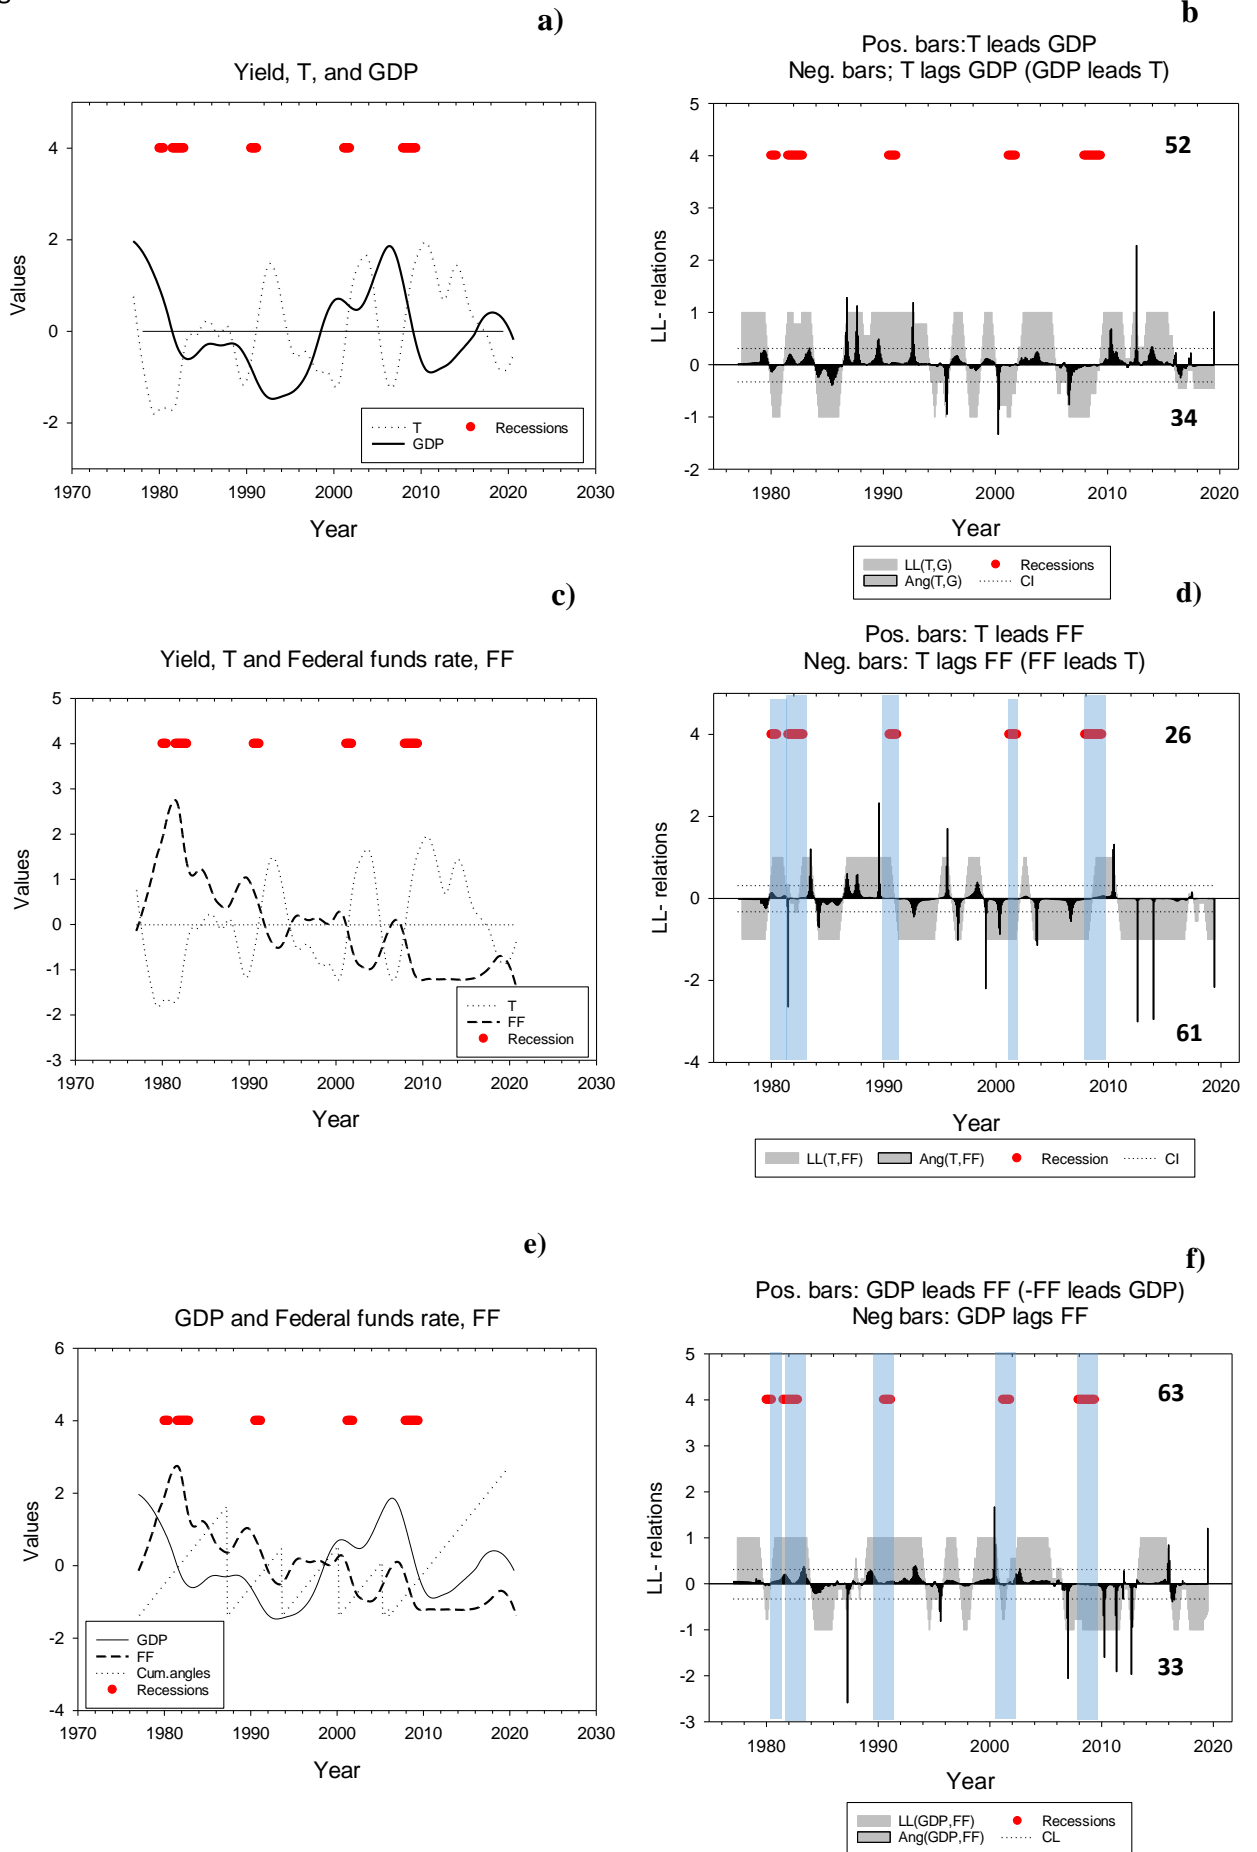 a)
Yield, T, and GDP
4
2
0
-2
Values
1970 1980 1990 2000 2010 2020 2030
Year
T
GDP
Recessions
b
Pos. bars:T leads GDP
Neg. bars; T lags GDP (GDP leads T)
5
4
3
2
1
0
-1
-2
LL- relations
52
34
1980 1990 2000 2010 2020
Year
LL(T,G)
Ang(T,G)
Recessions
CI
c)
Yield, T and Federal funds rate, FF
5
4
3
2
1
0
-1
-2
-3
Values
1970 1980 1990 2000 2010 2020 2030
Year
T
FF
Recession
d)
Pos. bars: T leads FF
Neg. bars: T lags FF (FF leads T)
4
2
0
-2
-4
LL- relations
26
61
1980 1990 2000 2010 2020
Year
LL(T,FF) Ang(T,FF) Recession CI
e)
GDP and Federal funds rate, FF
6
4
2
0
-2
-4
Values
1970 1980 1990 2000 2010 2020 2030
Year
GDP
FF
Cum.angles
Recessions
f)
Pos. bars: GDP leads FF (-FF leads GDP)
Neg bars: GDP lags FF
5
4
3
2
1
0
-1
-2
-3
LL- relations
63
33
1980 1990 2000 2010 2020
Year
LL(GDP,FF)
Ang(GDP,FF)
Recessions
CL